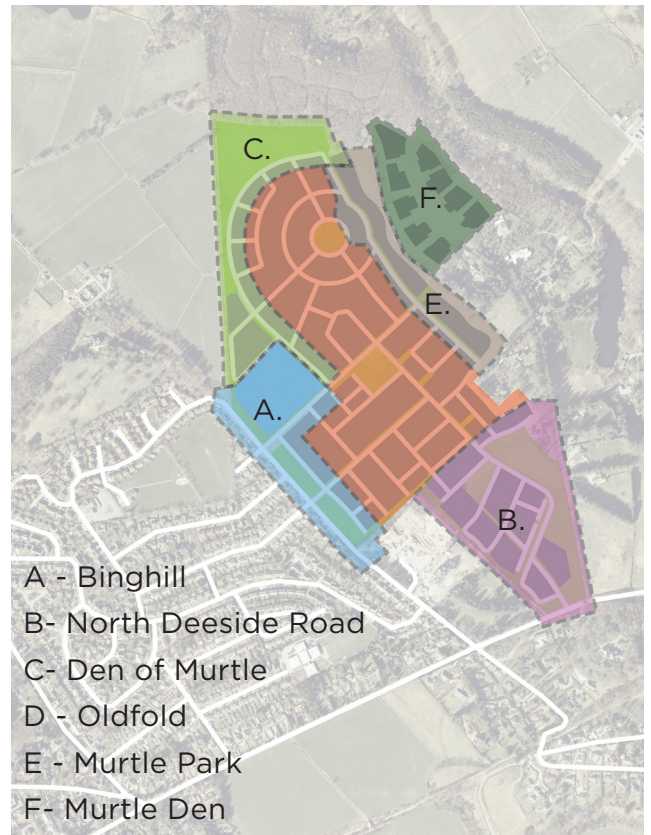 C.
F.
E.
A.
B.
A - Binghill
B- North Deeside Road
C- Den of Murtle
D - Oldfold
E - Murtle Park
F- Murtle Den